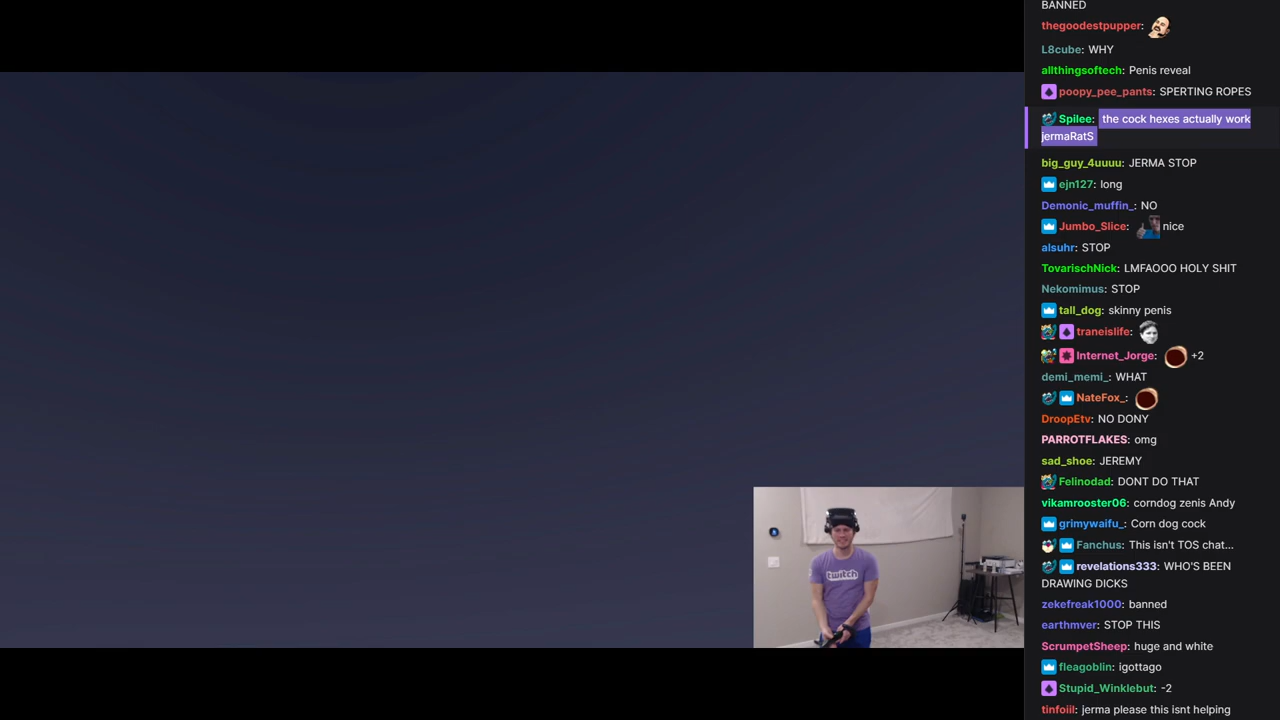 BANNED
thegoodestpupper:
L8cube: WHY
allthingsoftech: Penis reveal
poopy_pee_pants: SPERTING ROPES
Spilee: the cock hexes actually work
jermaRatS
big_guy_4uuuu: JERMA STOP
ejn127: long
Demonic_muffin_: NO
Jumbo_Slice: nice
alsuhr: STOP
TovarischNick: LMFAOOO HOLY SHIT
Nekomimus: STOP
tall_dog: skinny penis
traneislife:
Internet_Jorge: +2
demi_memi_: WHAT
NateFox_:
DroopEtv: NO DONY
PARROTFLAKES: omg
sad_shoe: JEREMY
Felinodad: DONT DO THAT
vikamrooster06: corndog zenis Andy
grimywaifu_: Corn dog cock
Fanchus: This isn't TOS chat...
revelations333: WHO'S BEEN
DRAWING DICKS
zekefreak1000: banned
earthmver: STOP THIS
ScrumpetSheep: huge and white
fleagoblin: igottago
Stupid_Winklebut: -2
tinfoiil: jerma please this isnt helping
twitch